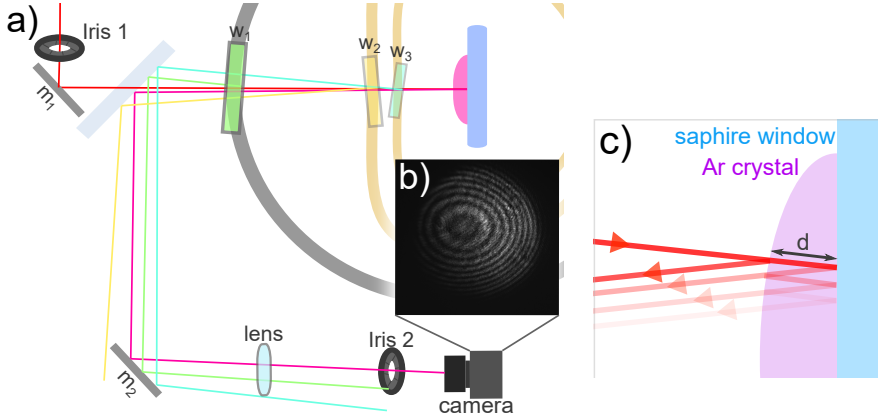 a)
Iris 1
m1
w1
w2
w3
b)
m2
lens
Iris 2
camera
c)
saphire window
Ar crystal
d